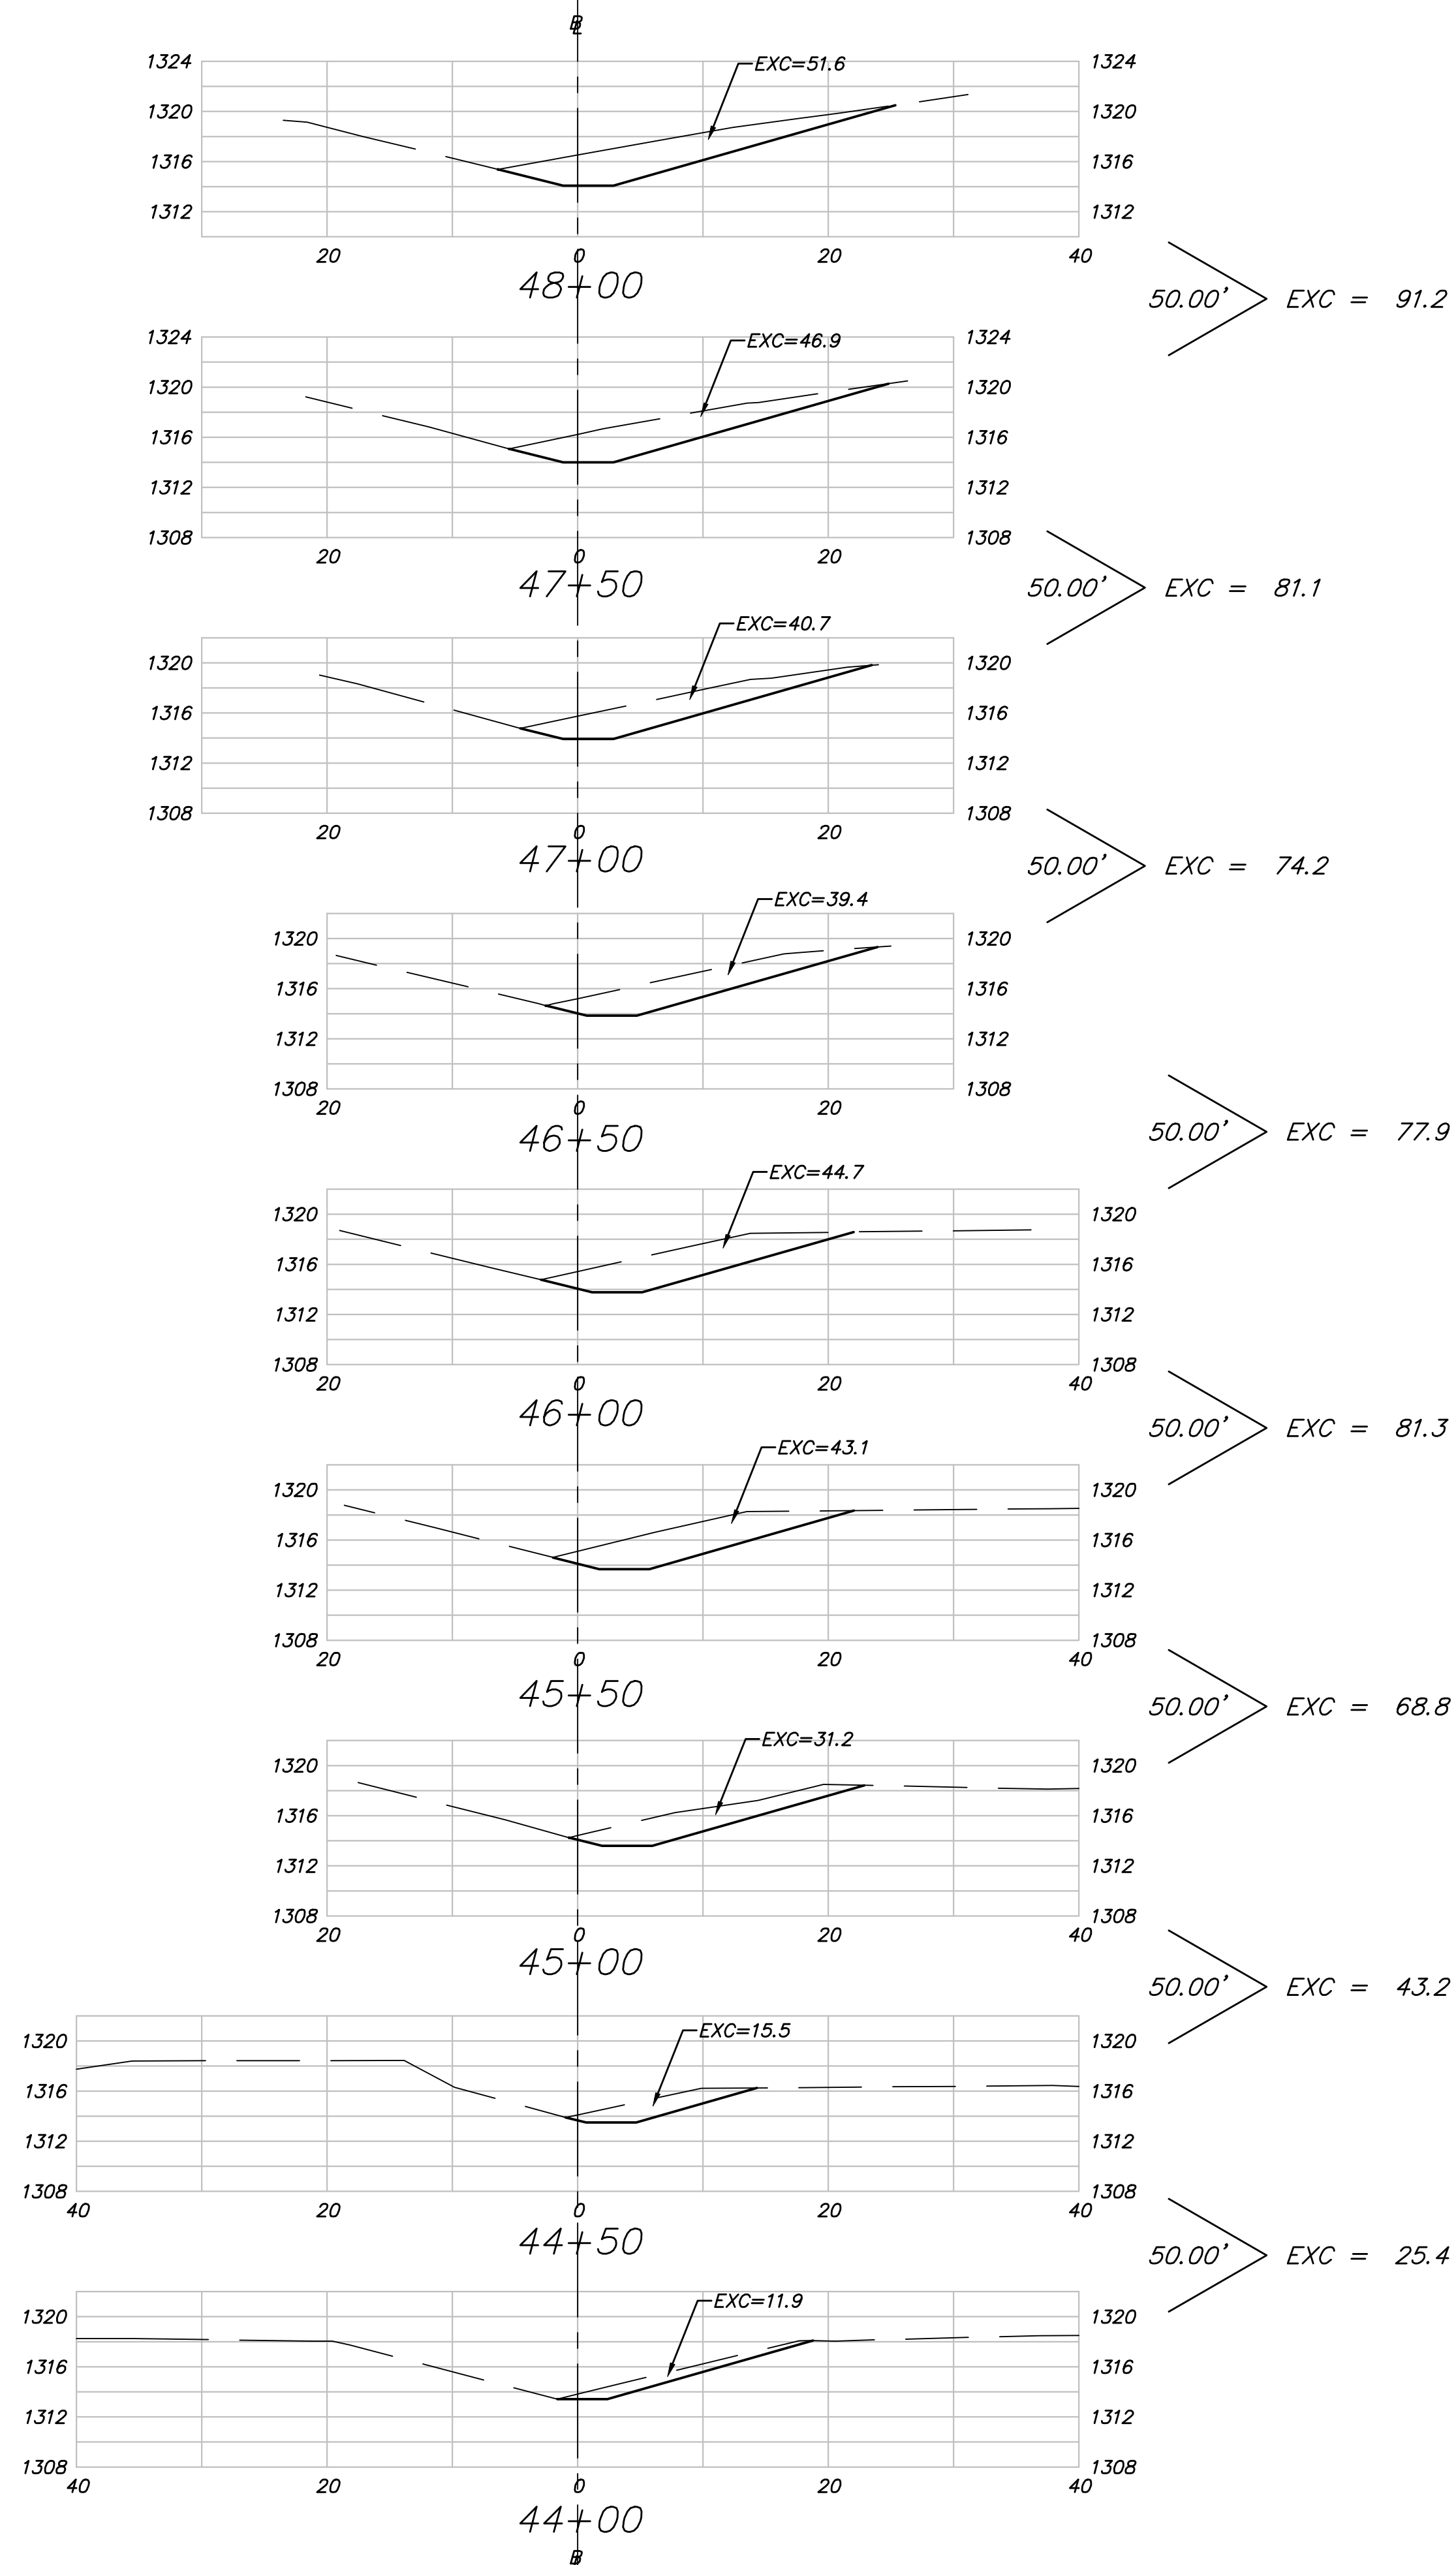 B
1324 EXC=51.6 1324
1320 1320
1316 1316
1312 1312
20 0 20 40
48+00
50.00' EXC = 91.2
1324 EXC=46.9 1324
1320 1320
1316 1316
1312 1312
1308 1308
20 0 20
47+50
50.00' EXC = 81.1
EXC=40.7
1320 1320
1316 1316
1312 1312
1308 1308
20 0 20
47+00
50.00' EXC = 74.2
EXC=39.4
1320 1320
1316 1316
1312 1312
1308 1308
20 0 20
46+50
50.00' EXC = 77.9
EXC=44.7
1320 1320
1316 1316
1312 1312
1308 1308
20 0 20 40
46+00
50.00' EXC = 81.3
EXC=43.1
1320 1320
1316 1316
1312 1312
1308 1308
20 0 20 40
45+50
50.00' EXC = 68.8
EXC=31.2
1320 1320
1316 1316
1312 1312
1308 1308
20 0 20 40
45+00
50.00' EXC = 43.2
EXC=15.5
1320 1320
1316 1316
1312 1312
1308 1308
40 20 0 20 40
44+50
50.00' EXC = 25.4
EXC=11.9
1320 1320
1316 1316
1312 1312
1308 1308
40 20 0 20 40
44+00
B